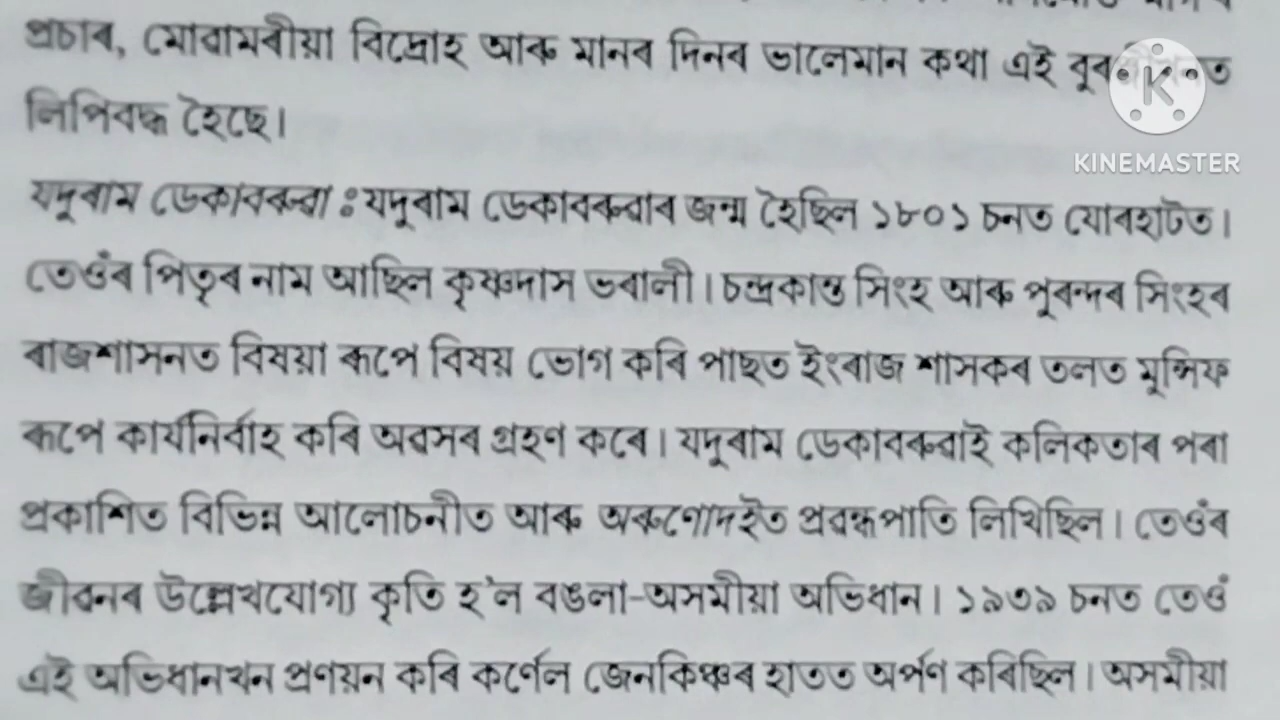 প্ৰচাৰ, মোৱামৰীয়া বিদ্ৰোহ আৰু মানৰ দিনৰ ভালেমান কথা এই
লিপিবদ্ধ হৈছে।
KINEMASTER
যদুৰাম ডেকাবৰুৱা ঃ যদুৰাম ডেকাবৰুৱাৰ জন্ম হৈছিল ১৮০১ চনত যোৰহাটত।
তেওঁৰ পিতৃৰ নাম আছিল কৃষ্ণদাস ভৰালী। চন্দ্ৰকান্ত সিংহ আৰু পুৰন্দৰ সিংহৰ
ৰাজশাসনত বিষয়া ৰূপে বিষয় ভোগ কৰি পাছত ইংৰাজ শাসকৰ তলত মুন্সিফ
ৰূপে কাৰ্যনিৰ্বাহ কৰি অৱসৰ গ্ৰহণ কৰে। যদুৰাম ডেকাবৰুৱাই কলিকতাৰ পৰা
প্ৰকাশিত বিভিন্ন আলোচনীত আৰু অৰুণোদইত প্ৰবন্ধপাতি লিখিছিল। তেওঁৰ
জীৱনৰ উল্লেখযোগ্য কৃতি হ'ল বঙলা-অসমীয়া অভিধান। ১৯৩৯ চনত তেওঁ
এই অভিধানখন প্ৰণয়ন কৰি কৰ্ণেল জেনকিঞ্চৰ হাতত অৰ্পণ কৰিছিল। অসমীয়া